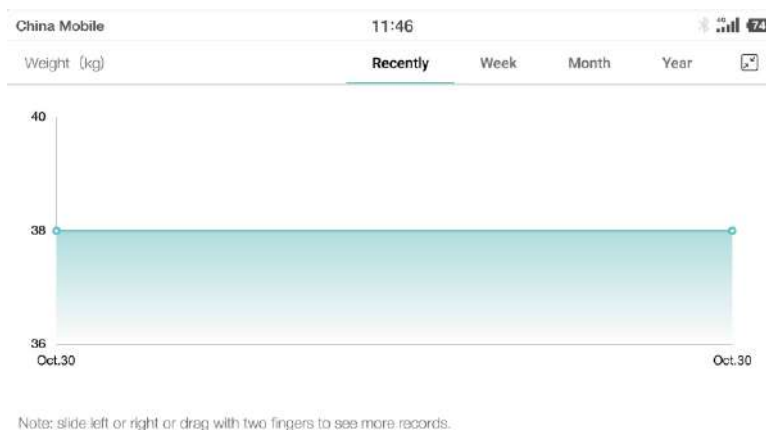 China Mobile 11:46 4G 74
Weight (kg) Recently Week Month Year
40
38
36
Oct.30 Oct.30
Note: slide left or right or drag with two fingers to see more records.